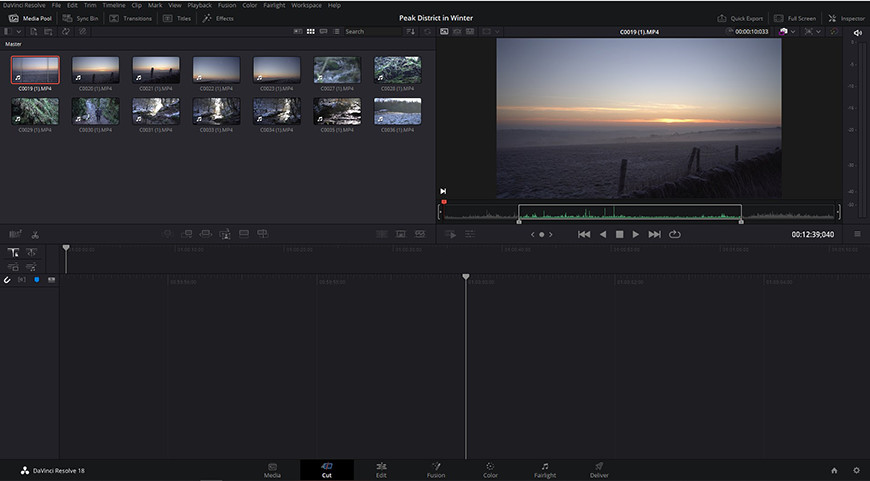 DaVinci Resolve File Edit Trim Timeline Clip Mark View Playback Fusion Color Fairlight Workspace Help
Media Pool Sync Bin Transitions Titles Effects Peak District in Winter Quick Export Full Screen Inspector
Search C0019 (1).MP4 00:00:10;033
Master
C0019 (1).MP4 C0020 (1).MP4 C0021 (1).MP4 C0022 (1).MP4 C0023 (1).MP4 C0027 (1).MP4 C0028 (1).MP4
C0029 (1).MP4 C0030 (1).MP4 C0031 (1).MP4 C0033 (1).MP4 C0034 (1).MP4 C0035 (1).MP4 C0036 (1).MP4
00:12:39;040
DaVinci Resolve 18 Media Cut Edit Fusion Color Fairlight Deliver